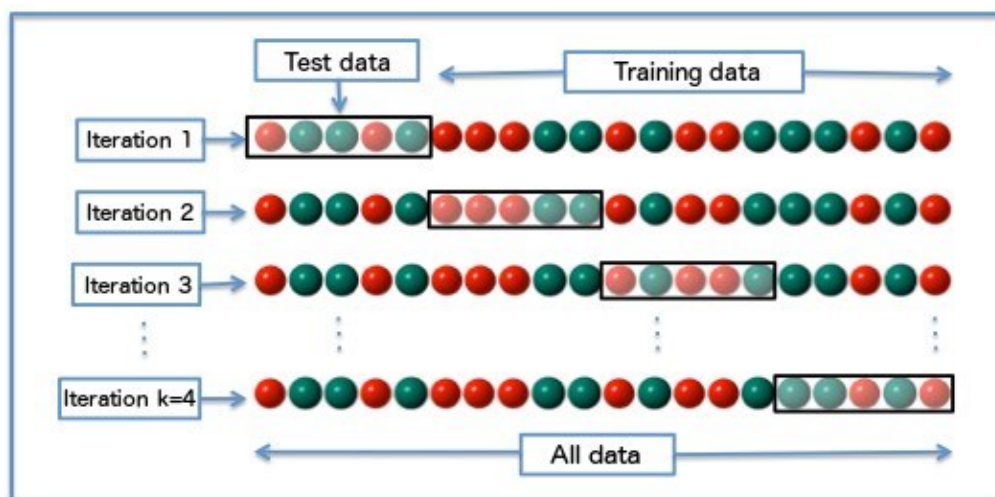 Test data
Training data
Iteration 1
Iteration 2
Iteration 3
Iteration k=4
All data